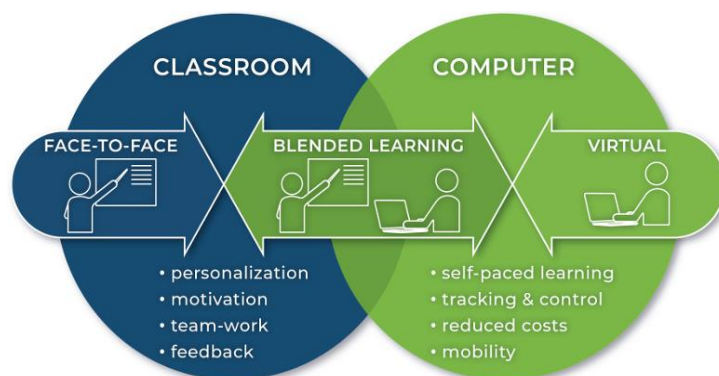 CLASSROOM
COMPUTER
FACE-TO-FACE
BLENDED LEARNING
VIRTUAL
• personalization
• motivation
• team-work
• feedback
• self-paced learning
• tracking & control
• reduced costs
• mobility